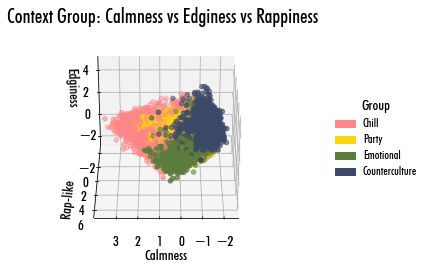 Context Group: Calmness vs Edginess vs Rappiness
Edginess
4
2
0
−2
−2
0
2
4
6
Rap-like
3
2
1
0
−1
−2
Calmness
Group
Chill
Party
Emotional
Counterculture